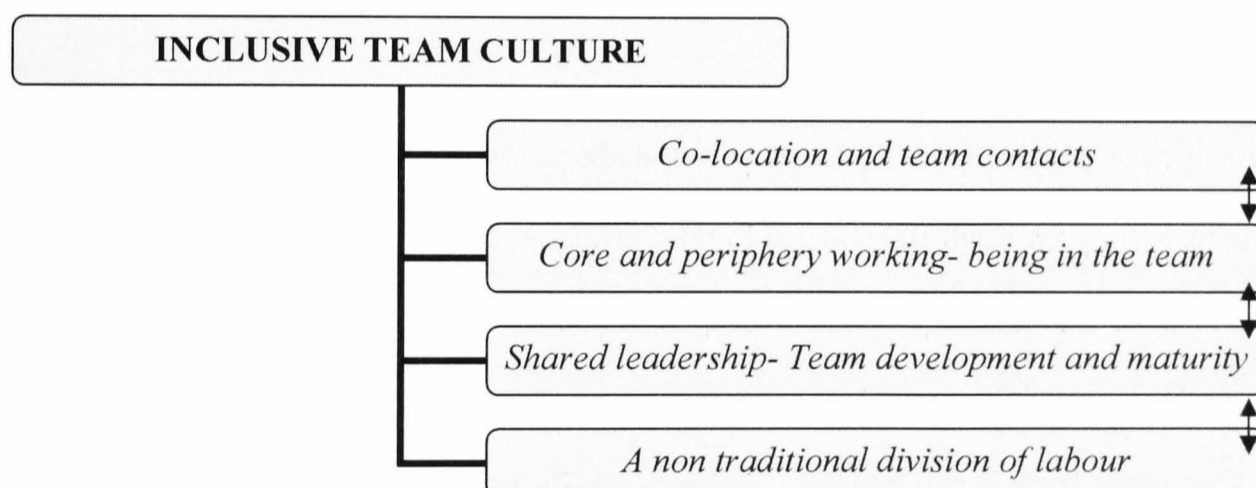 INCLUSIVE TEAM CULTURE
Co-location and team contacts
Core and periphery working- being in the team
Shared leadership- Team development and maturity
A non traditional division of labour